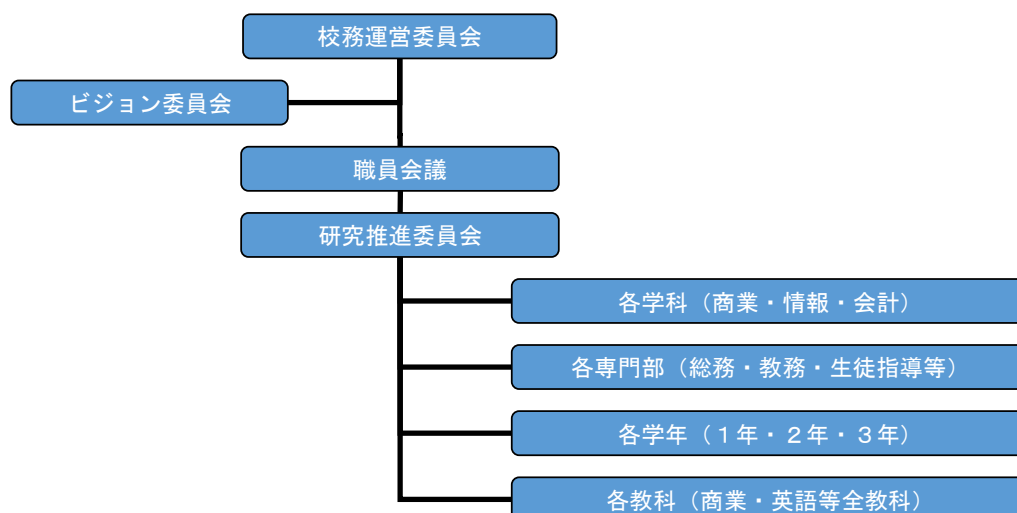 校務運営委員会
ビジョン委員会
職員会議
研究推進委員会
各学科（商業・情報・会計）
各専門部（総務・教務・生徒指導等）
各学年（１年・２年・３年）
各教科（商業・英語等全教科）